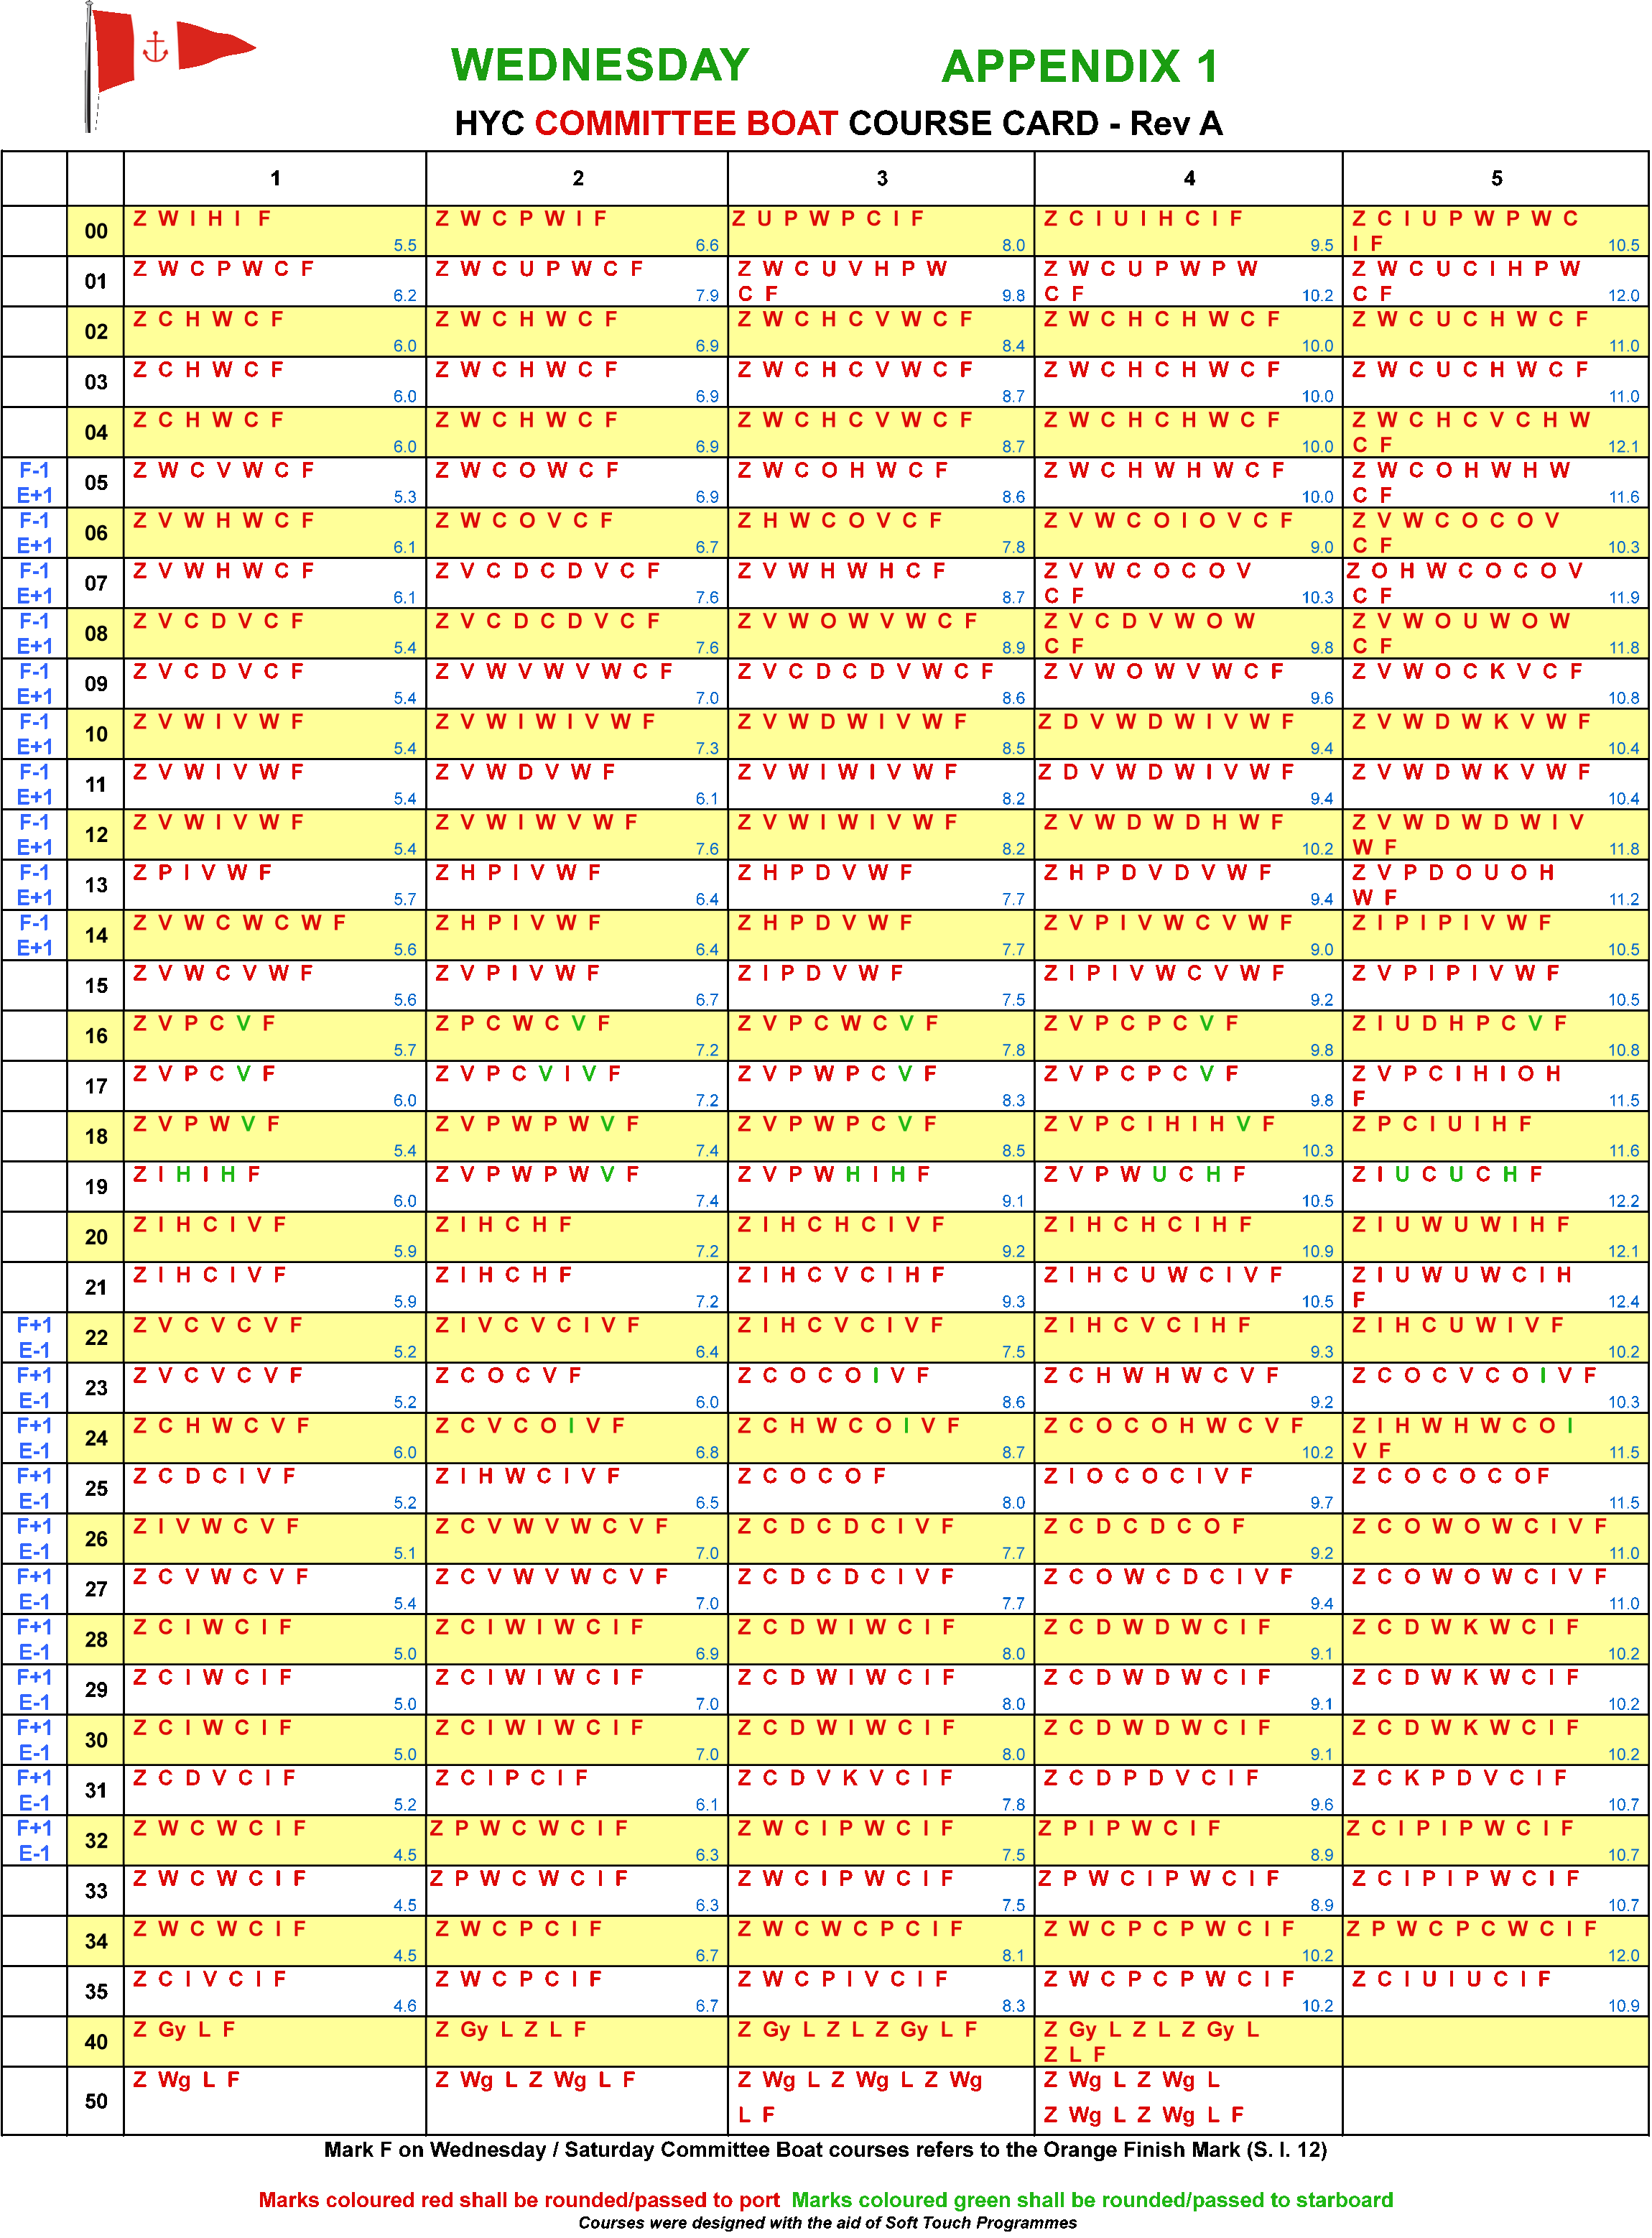 WEDNESDAY APPENDIX 1
HYC COMMITTEE BOAT COURSE CARD - Rev A
1 2 3 4 5
00 Z W I H I F 5.5 Z W C P W I F 6.6 Z U P W P C I F 8.0 Z C I U I H C I F 9.5 Z C I U P W P W C
I F 10.5
01 Z W C P W C F 6.2 Z W C U P W C F 7.9 Z W C U V H P W
C F 9.8 Z W C U P W P W
C F 10.2 Z W C U C I H P W
C F 12.0
02 Z C H W C F 6.0 Z W C H W C F 6.9 Z W C H C V W C F 8.4 Z W C H C H W C F 10.0 Z W C U C H W C F 11.0
03 Z C H W C F 6.0 Z W C H W C F 6.9 Z W C H C V W C F 8.7 Z W C H C H W C F 10.0 Z W C U C H W C F 11.0
04 Z C H W C F 6.0 Z W C H W C F 6.9 Z W C H C V W C F 8.7 Z W C H C H W C F 10.0 Z W C H C V C H W
C F 12.1
F-1
E+1 05 Z W C V W C F 5.3 Z W C O W C F 6.9 Z W C O H W C F 8.6 Z W C H W H W C F 10.0 Z W C O H W H W
C F 11.6
F-1
E+1 06 Z V W H W C F 6.1 Z W C O V C F 6.7 Z H W C O V C F 7.8 Z V W C O I O V C F 9.0 Z V W C O C O V
C F 10.3
F-1
E+1 07 Z V W H W C F 6.1 Z V C D C D V C F 7.6 Z V W H W H C F 8.7 Z V W C O C O V
C F 10.3 Z O H W C O C O V
C F 11.9
F-1
E+1 08 Z V C D V C F 5.4 Z V C D C D V C F 7.6 Z V W O W V W C F 8.9 Z V C D V W O W
C F 9.8 Z V W O U W O W
C F 11.8
F-1
E+1 09 Z V C D V C F 5.4 Z V W V W V W C F 7.0 Z V C D C D V W C F 8.6 Z V W O W V W C F 9.6 Z V W O C K V C F 10.8
F-1
E+1 10 Z V W I V W F 5.4 Z V W I W I V W F 7.3 Z V W D W I V W F 8.5 Z D V W D W I V W F 9.4 Z V W D W K V W F 10.4
F-1
E+1 11 Z V W I V W F 5.4 Z V W D V W F 6.1 Z V W I W I V W F 8.2 Z D V W D W I V W F 9.4 Z V W D W K V W F 10.4
F-1
E+1 12 Z V W I V W F 5.4 Z V W I W V W F 7.6 Z V W I W I V W F 8.2 Z V W D W D H W F 10.2 Z V W D W D W I V
W F 11.8
F-1
E+1 13 Z P I V W F 5.7 Z H P I V W F 6.4 Z H P D V W F 7.7 Z H P D V D V W F 9.4 Z V P D O U O H
W F 11.2
F-1
E+1 14 Z V W C W C W F 5.6 Z H P I V W F 6.4 Z H P D V W F 7.7 Z V P I V W C V W F 9.0 Z I P I P I V W F 10.5
15 Z V W C V W F 5.6 Z V P I V W F 6.7 Z I P D V W F 7.5 Z I P I V W C V W F 9.2 Z V P I P I V W F 10.5
16 Z V P C V F 5.7 Z P C W C V F 7.2 Z V P C W C V F 7.8 Z V P C P C V F 9.8 Z I U D H P C V F 10.8
17 Z V P C V F 6.0 Z V P C V I V F 7.2 Z V P W P C V F 8.3 Z V P C P C V F 9.8 Z V P C I H I O H
F 11.5
18 Z V P W V F 5.4 Z V P W P W V F 7.4 Z V P W P C V F 8.5 Z V P C I H I H V F 10.3 Z P C I U I H F 11.6
19 Z I H I H F 6.0 Z V P W P W V F 7.4 Z V P W H I H F 9.1 Z V P W U C H F 10.5 Z I U C U C H F 12.2
20 Z I H C I V F 5.9 Z I H C H F 7.2 Z I H C H C I V F 9.2 Z I H C H C I H F 10.9 Z I U W U W I H F 12.1
21 Z I H C I V F 5.9 Z I H C H F 7.2 Z I H C V C I H F 9.3 Z I H C U W C I V F 10.5 Z I U W U W C I H
F 12.4
F+1
E-1 22 Z V C V C V F 5.2 Z I V C V C I V F 6.4 Z I H C V C I V F 7.5 Z I H C V C I H F 9.3 Z I H C U W I V F 10.2
F+1
E-1 23 Z V C V C V F 5.2 Z C O C V F 6.0 Z C O C O I V F 8.6 Z C H W H W C V F 9.2 Z C O C V C O I V F 10.3
F+1
E-1 24 Z C H W C V F 6.0 Z C V C O I V F 6.8 Z C H W C O I V F 8.7 Z C O C O H W C V F 10.2 Z I H W H W C O I
V F 11.5
F+1
E-1 25 Z C D C I V F 5.2 Z I H W C I V F 6.5 Z C O C O F 8.0 Z I O C O C I V F 9.7 Z C O C O C O F 11.5
F+1
E-1 26 Z I V W C V F 5.1 Z C V W V W C V F 7.0 Z C D C D C I V F 7.7 Z C D C D C O F 9.2 Z C O W O W C I V F 11.0
F+1
E-1 27 Z C V W C V F 5.4 Z C V W V W C V F 7.0 Z C D C D C I V F 7.7 Z C O W C D C I V F 9.4 Z C O W O W C I V F 11.0
F+1
E-1 28 Z C I W C I F 5.0 Z C I W I W C I F 6.9 Z C D W I W C I F 8.0 Z C D W D W C I F 9.1 Z C D W K W C I F 10.2
F+1
E-1 29 Z C I W C I F 5.0 Z C I W I W C I F 7.0 Z C D W I W C I F 8.0 Z C D W D W C I F 9.1 Z C D W K W C I F 10.2
F+1
E-1 30 Z C I W C I F 5.0 Z C I W I W C I F 7.0 Z C D W I W C I F 8.0 Z C D W D W C I F 9.1 Z C D W K W C I F 10.2
F+1
E-1 31 Z C D V C I F 5.2 Z C I P C I F 6.1 Z C D V K V C I F 7.8 Z C D P D V C I F 9.6 Z C K P D V C I F 10.7
F+1
E-1 32 Z W C W C I F 4.5 Z P W C W C I F 6.3 Z W C I P W C I F 7.5 Z P I P W C I F 8.9 Z C I P I P W C I F 10.7
33 Z W C W C I F 4.5 Z P W C W C I F 6.3 Z W C I P W C I F 7.5 Z P W C I P W C I F 8.9 Z C I P I P W C I F 10.7
34 Z W C W C I F 4.5 Z W C P C I F 6.7 Z W C W C P C I F 8.1 Z W C P C P W C I F 10.2 Z P W C P C W C I F 12.0
35 Z C I V C I F 4.6 Z W C P C I F 6.7 Z W C P I V C I F 8.3 Z W C P C P W C I F 10.2 Z C I U I U C I F 10.9
40 Z Gy L F Z Gy L Z L F Z Gy L Z L Z Gy L F Z Gy L Z L Z Gy L
Z L F
50 Z Wg L F Z Wg L Z Wg L F Z Wg L Z Wg L Z Wg
L F Z Wg L Z Wg L
Z Wg L Z Wg L F
Mark F on Wednesday / Saturday Committee Boat courses refers to the Orange Finish Mark (S. I. 12)
Marks coloured red shall be rounded/passed to port Marks coloured green shall be rounded/passed to starboard
Courses were designed with the aid of Soft Touch Programmes